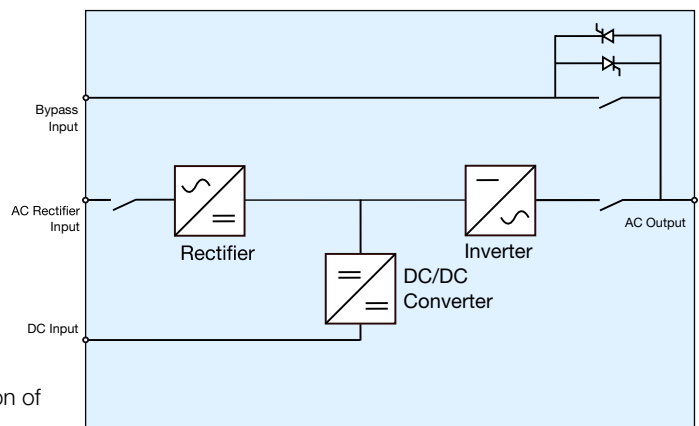 Bypass
Input
AC Rectifier
Input
Rectifier
Inverter
AC Output
DC/DC
Converter
DC Input
on of